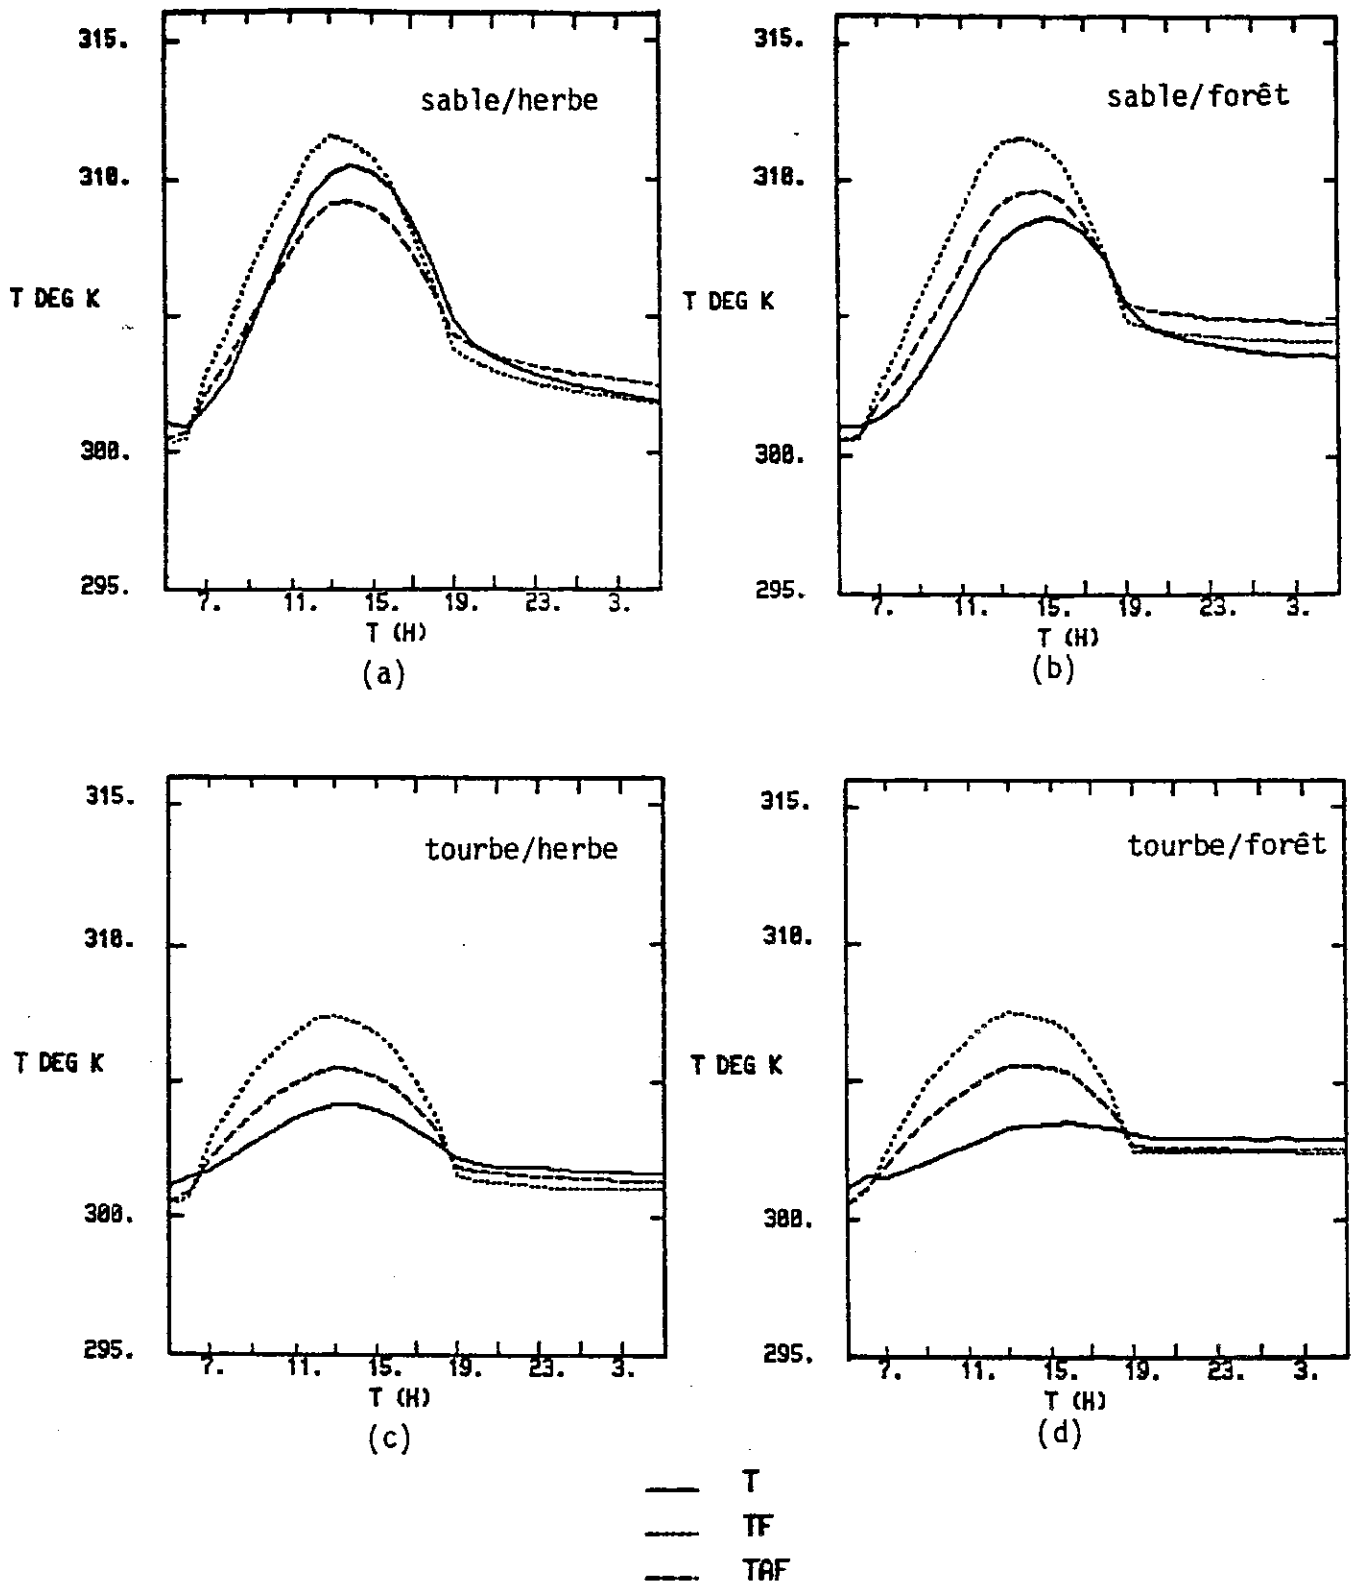 315.
310.
T DEG K
300.
295.
sable/herbe
7. 11. 15. 19. 23. 3.
T (H)
(a)
315.
310.
T DEG K
300.
295.
sable/forêt
7. 11. 15. 19. 23. 3.
T (H)
(b)
315.
310.
T DEG K
300.
295.
tourbe/herbe
7. 11. 15. 19. 23. 3.
T (H)
(c)
315.
310.
T DEG K
300.
295.
tourbe/forêt
7. 11. 15. 19. 23. 3.
T (H)
(d)
T
TF
TAF